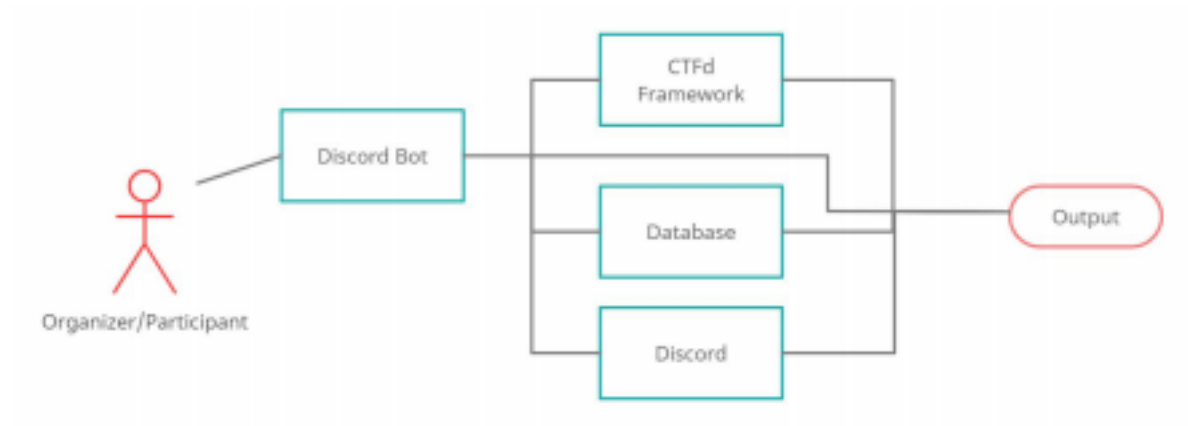 CTFd
Framework
Discord Bot
Database
Output
Organizer/Participant
Discord